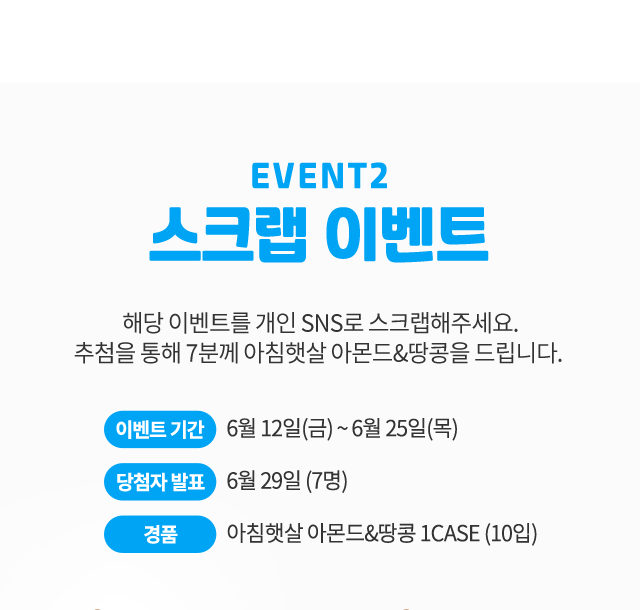 EVENT2
스크랩 이벤트
해당 이벤트를 개인 SNS로 스크랩해주세요.
추첨을 통해 7분께 아침햇살 아몬드&땅콩을 드립니다.
이벤트 기간 6월 12일(금) ~ 6월 25일(목)
당첨자 발표 6월 29일 (7명)
경품 아침햇살 아몬드&땅콩 1CASE (10입)